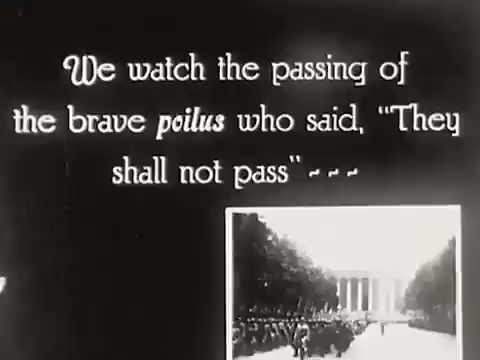 We watch the passing of
the brave poilus who said, "They
shall not pass" ~ ~ ~